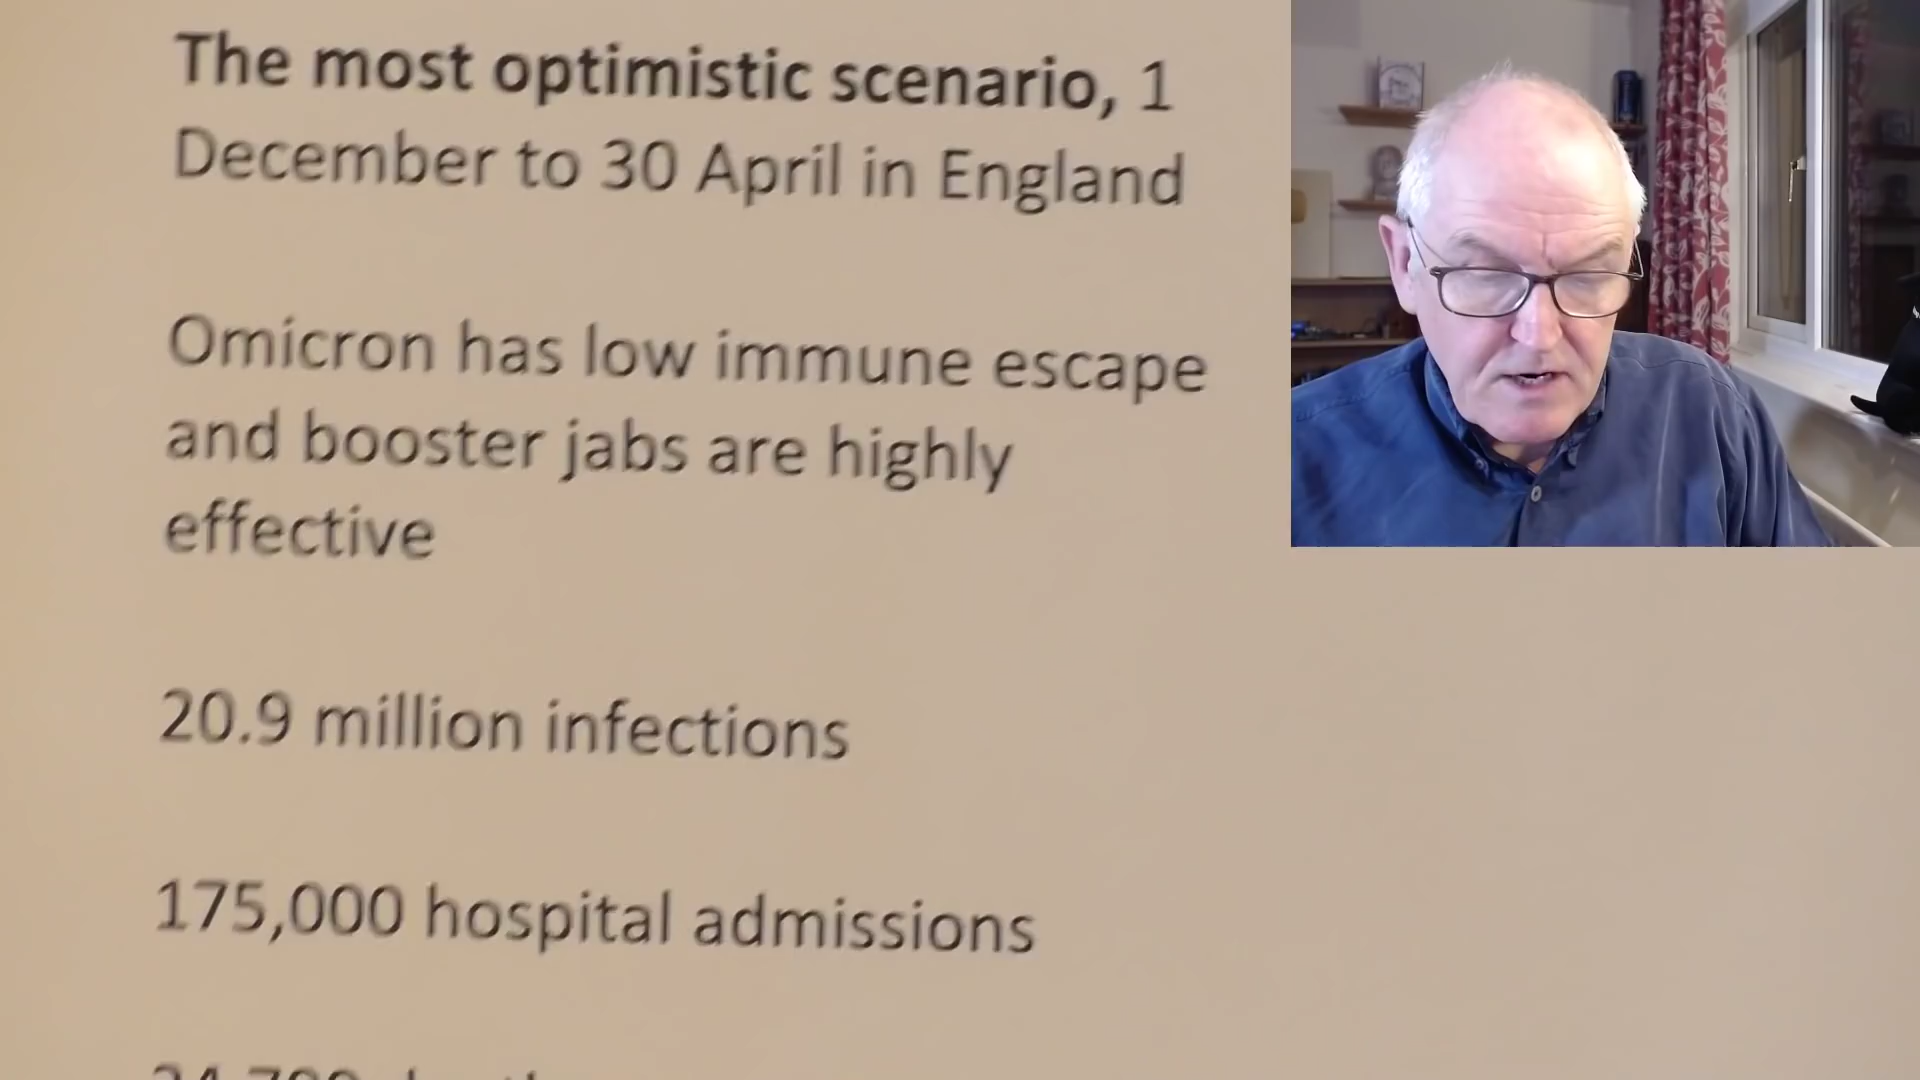 The most optimistic scenario, 1
December to 30 April in England
Omicron has low immune escape
and booster jabs are highly
effective
20.9 million infections
175,000 hospital admissions